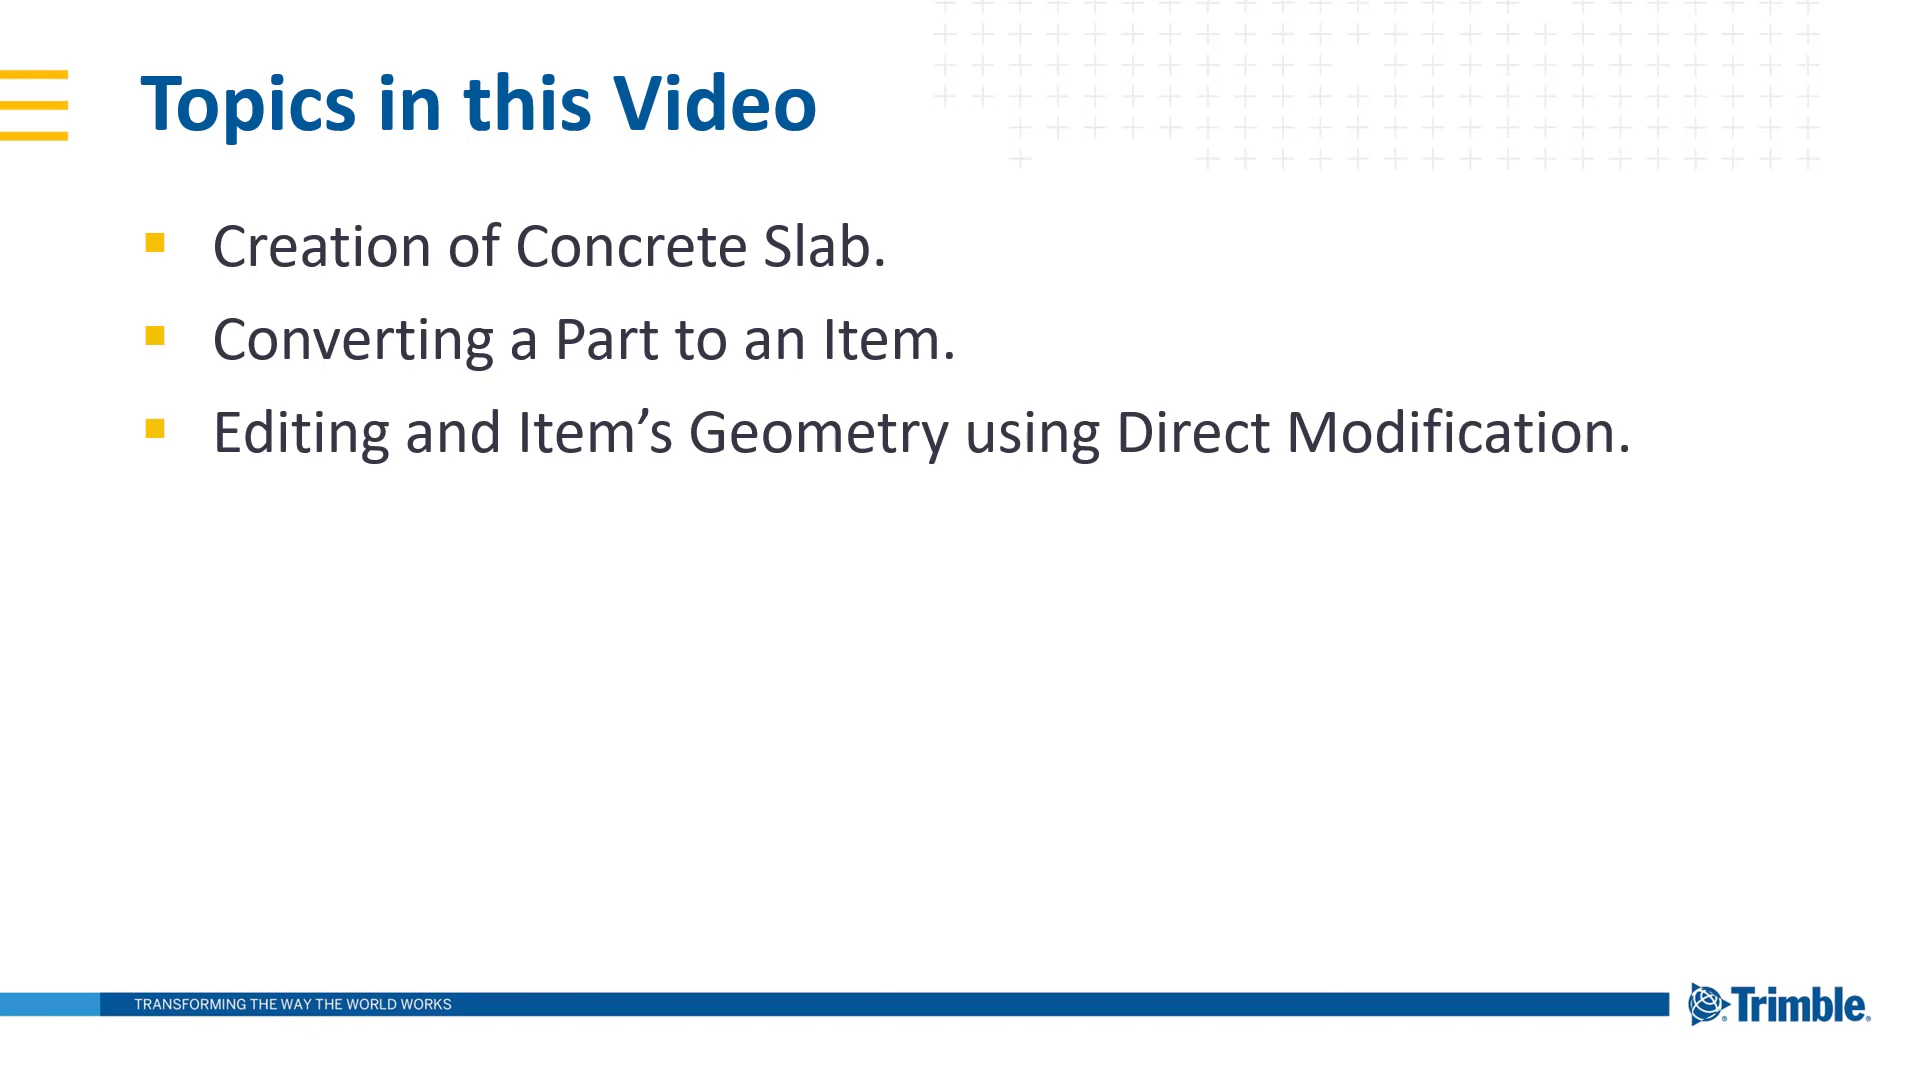 Topics in this Video
Creation of Concrete Slab.
Converting a Part to an Item.
Editing and Item’s Geometry using Direct Modification.
TRANSFORMING THE WAY THE WORLD WORKS
Trimble